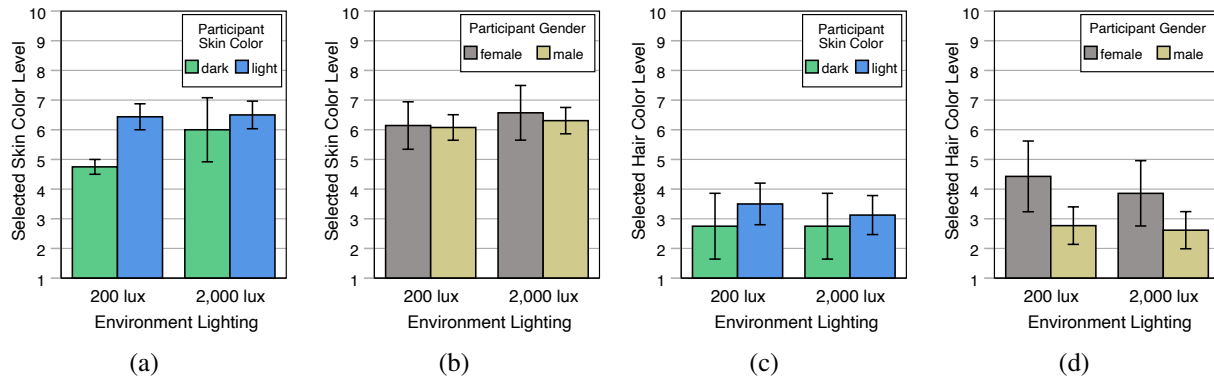 Selected Skin Color Level
10
9
8
7
6
5
4
3
2
1
Participant
Skin Color
dark light
200 lux 2,000 lux
Environment Lighting
(a)
Selected Skin Color Level
10
9
8
7
6
5
4
3
2
1
Participant Gender
female male
200 lux 2,000 lux
Environment Lighting
(b)
Selected Hair Color Level
10
9
8
7
6
5
4
3
2
1
Participant
Skin Color
dark light
200 lux 2,000 lux
Environment Lighting
(c)
Selected Hair Color Level
10
9
8
7
6
5
4
3
2
1
Participant Gender
female male
200 lux 2,000 lux
Environment Lighting
(d)